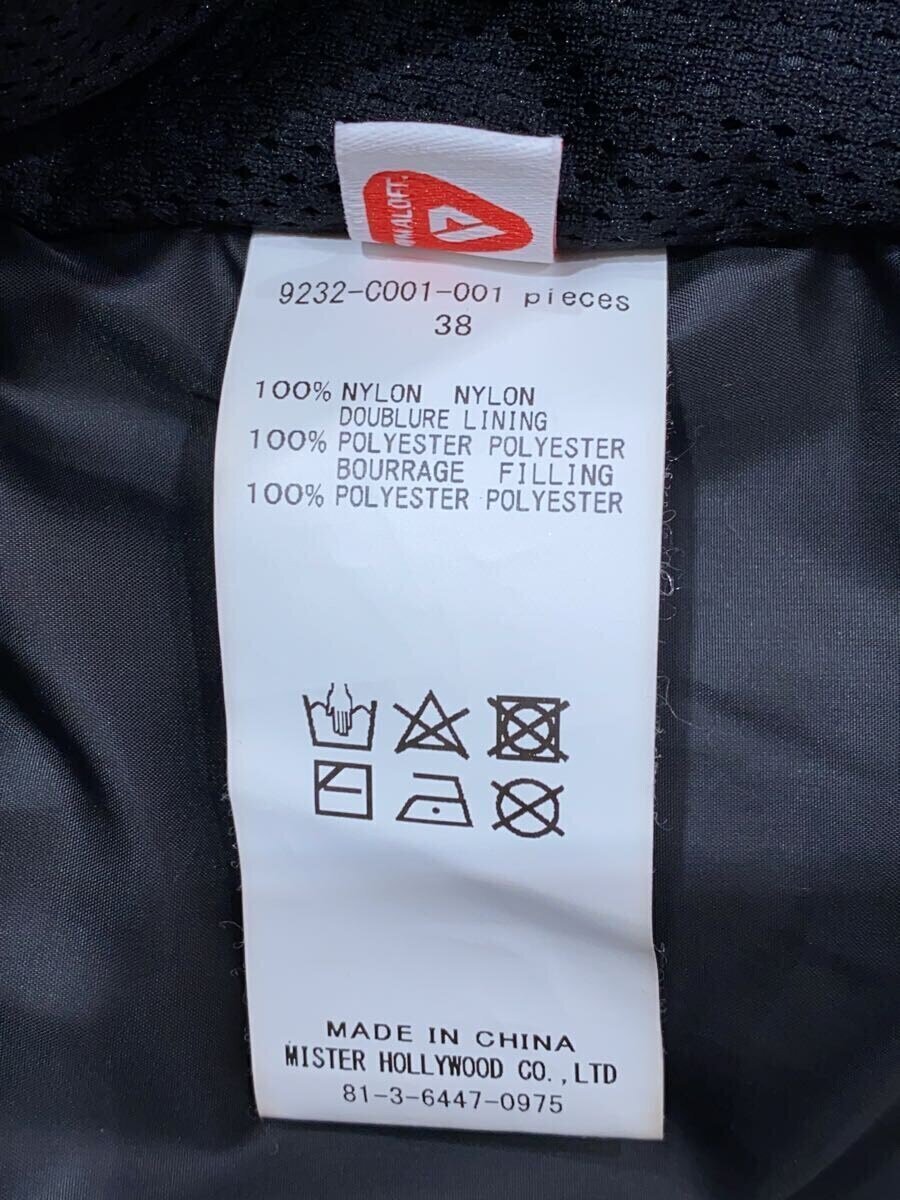 9232-C001-001 pieces
38
100% NYLON NYLON
DOUBLURE LINING
100% POLYESTER POLYESTER
BOURRAGE FILLING
100% POLYESTER POLYESTER
MADE IN CHINA
MISTER HOLLYWOOD CO.,LTD
81-3-6447-0975